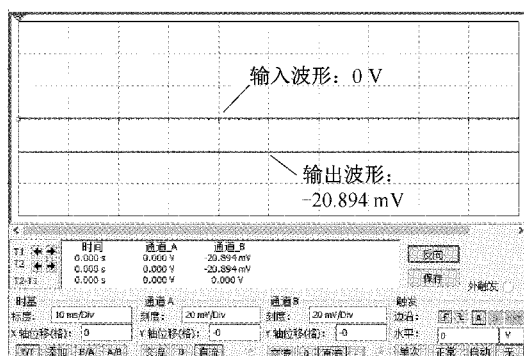 输入波形：0 V
输出波形：
-20.894 mV
时间 通道_A 通道_B
T1 0.000 s 0.000 V -20.894 mV
T2 0.000 s 0.000 V -20.894 mV
T2-T1 0.000 s 0.000 V 0.000 V
反向
保存
外触发
时基 通道A 通道B 触发
标度： 10 ms/Div 刻度： 20 mV/Div 刻度： 20 mV/Div 边沿：
X 轴位移(格)： 0 Y 轴位移(格)： 0 Y 轴位移(格)： 0 水平： 0 V
Y/T 添加 B/A A/B 交流 0 直流 交流 0 直流 单次 正常 自动 无